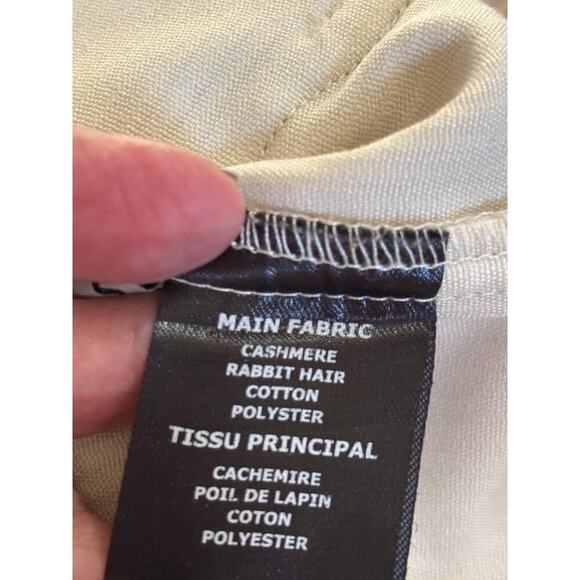 MAIN FABRIC
CASHMERE
RABBIT HAIR
COTTON
POLYSTER
TISSU PRINCIPAL
CACHEMIRE
POIL DE LAPIN
COTON
POLYESTER